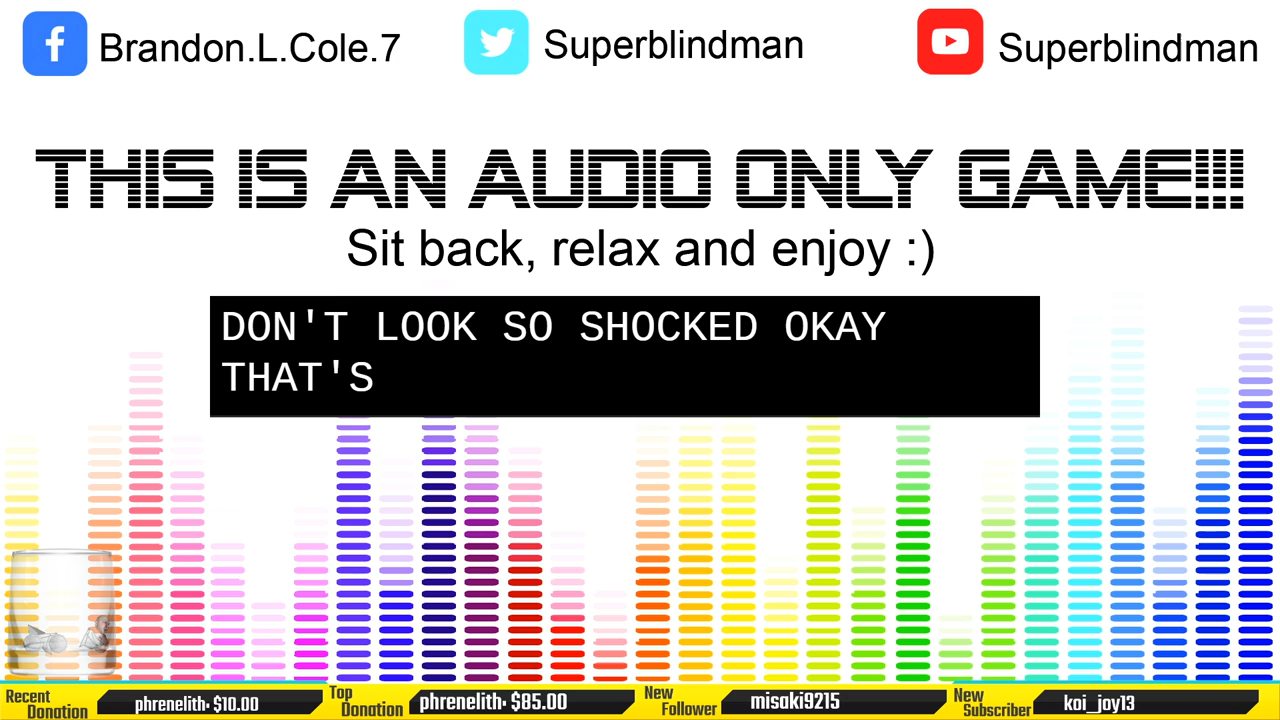 Brandon.L.Cole.7 Superblindman Superblindman
THIS IS AN AUDIO ONLY GAME!!!
Sit back, relax and enjoy :)
DON'T LOOK SO SHOCKED OKAY
THAT'S
Recent Donation phrenelith: $10.00 Top Donation phrenelith: $85.00 New Follower misaki9215 New Subscriber koi_joy13